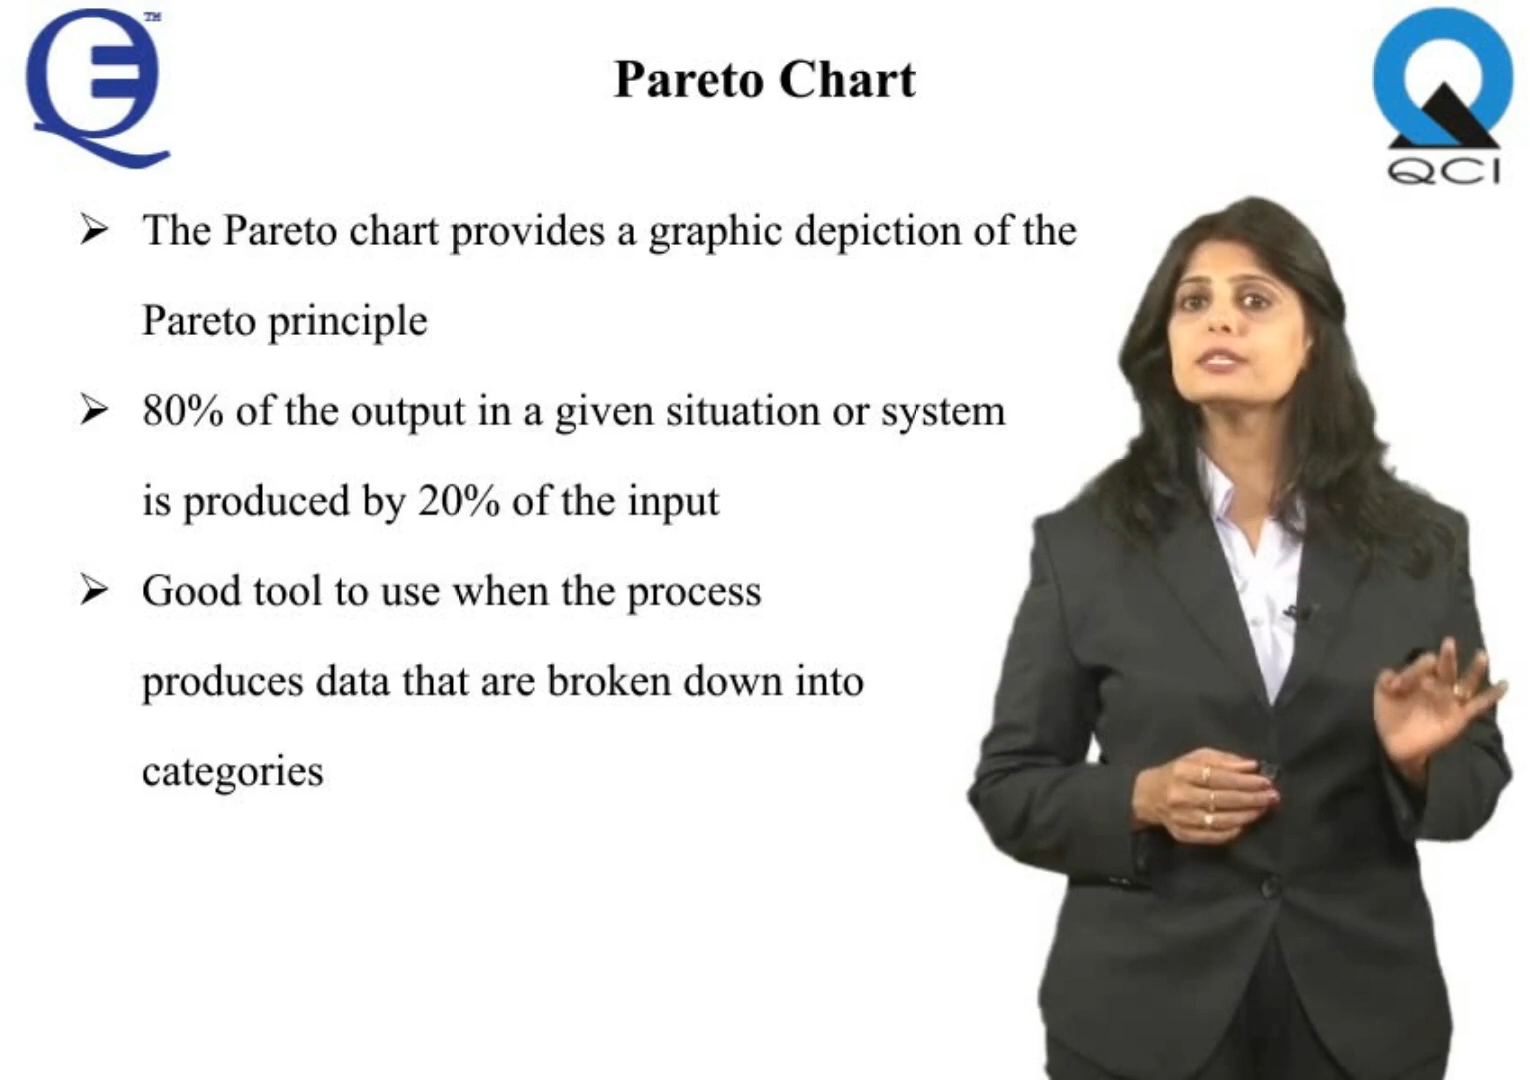 TM
Pareto Chart
QCI
➢ The Pareto chart provides a graphic depiction of the
Pareto principle
➢ 80% of the output in a given situation or system
is produced by 20% of the input
➢ Good tool to use when the process
produces data that are broken down into
categories